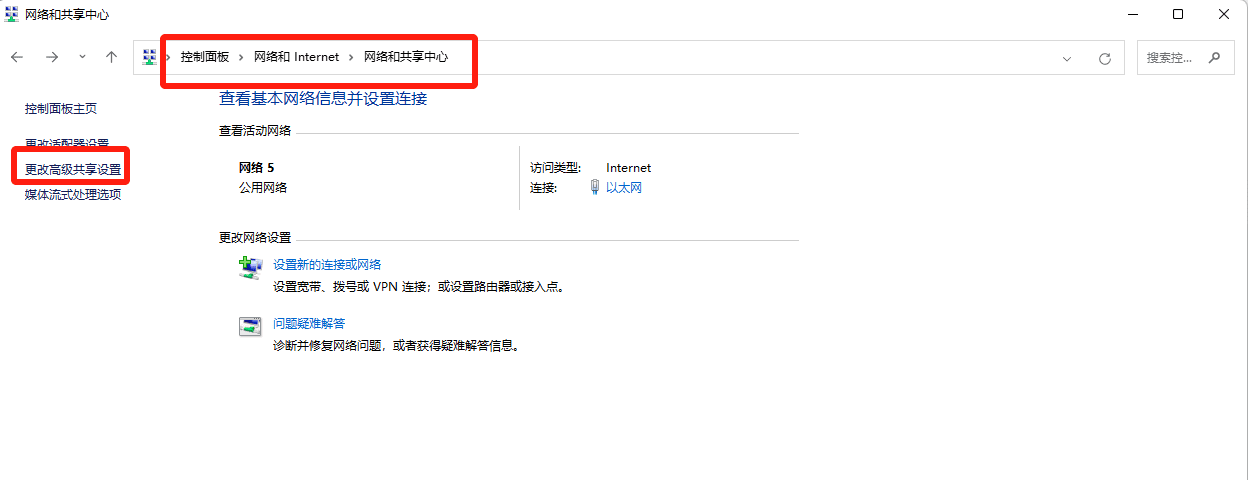 网络和共享中心
控制面板 > 网络和 Internet > 网络和共享中心
搜索控...
控制面板主页
更改适配器设置
更改高级共享设置
媒体流式处理选项
查看基本网络信息并设置连接
查看活动网络
网络 5
公用网络
访问类型: Internet
连接: 以太网
更改网络设置
设置新的连接或网络
设置宽带、拨号或 VPN 连接；或设置路由器或接入点。
问题疑难解答
诊断并修复网络问题，或者获得疑难解答信息。